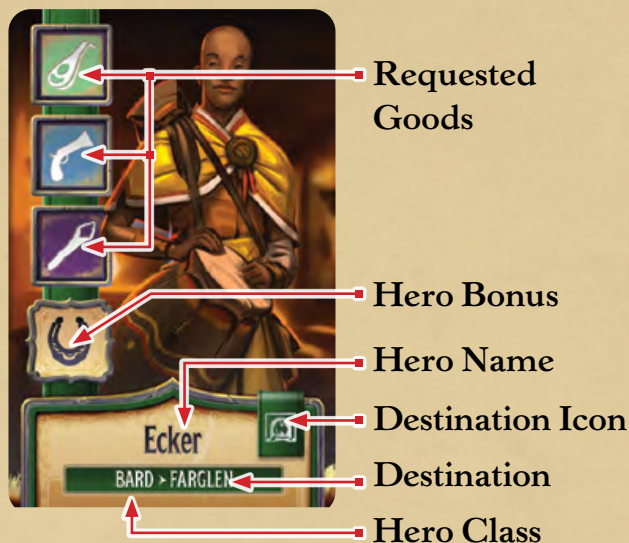 Requested
Goods
Hero Bonus
Hero Name
Ecker
Destination Icon
BARD > FARGLEN
Destination
Hero Class